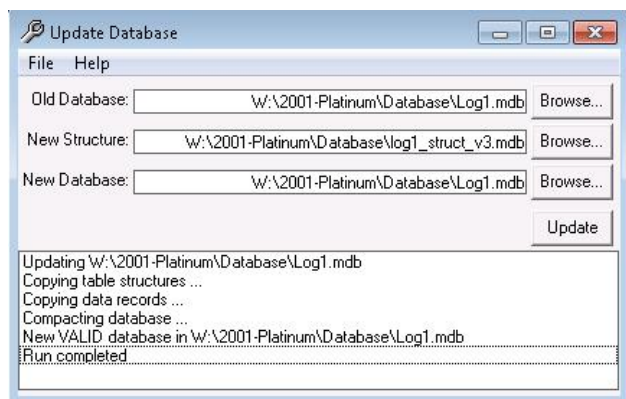 Update Database
File Help
Old Database: W:\2001-Platinum\Database\Log1.mdb Browse...
New Structure: W:\2001-Platinum\Database\log1_struct_v3.mdb Browse...
New Database: W:\2001-Platinum\Database\Log1.mdb Browse...
Update
Updating W:\2001-Platinum\Database\Log1.mdb
Copying table structures ...
Copying data records ...
Compacting database ...
New VALID database in W:\2001-Platinum\Database\Log1.mdb
Run completed